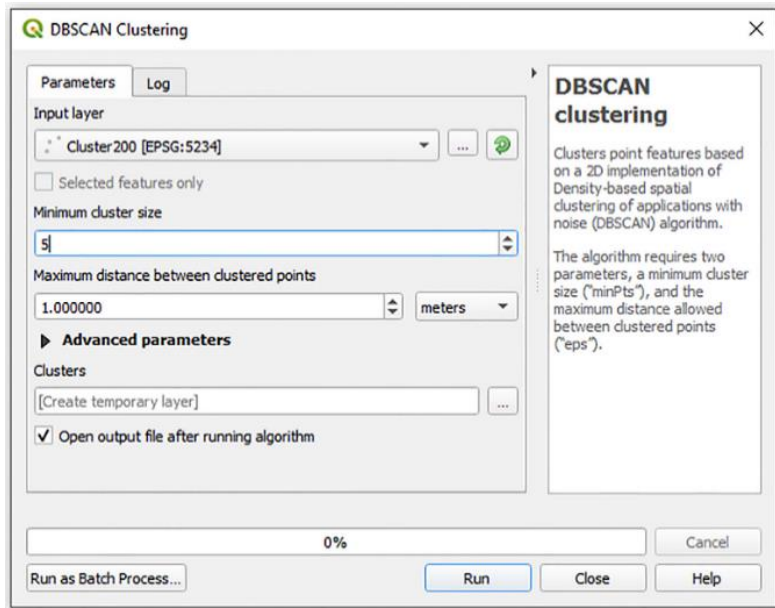 DBSCAN Clustering
Parameters
Log
Input layer
Cluster200 [EPSG:5234]
...
Selected features only
Minimum cluster size
5
Maximum distance between clustered points
1.000000
meters
Advanced parameters
Clusters
[Create temporary layer]
...
Open output file after running algorithm
DBSCAN
clustering
Clusters point features based
on a 2D implementation of
Density-based spatial
clustering of applications with
noise (DBSCAN) algorithm.
The algorithm requires two
parameters, a minimum cluster
size ("minPts"), and the
maximum distance allowed
between clustered points
("eps").
0%
Cancel
Run as Batch Process...
Run
Close
Help